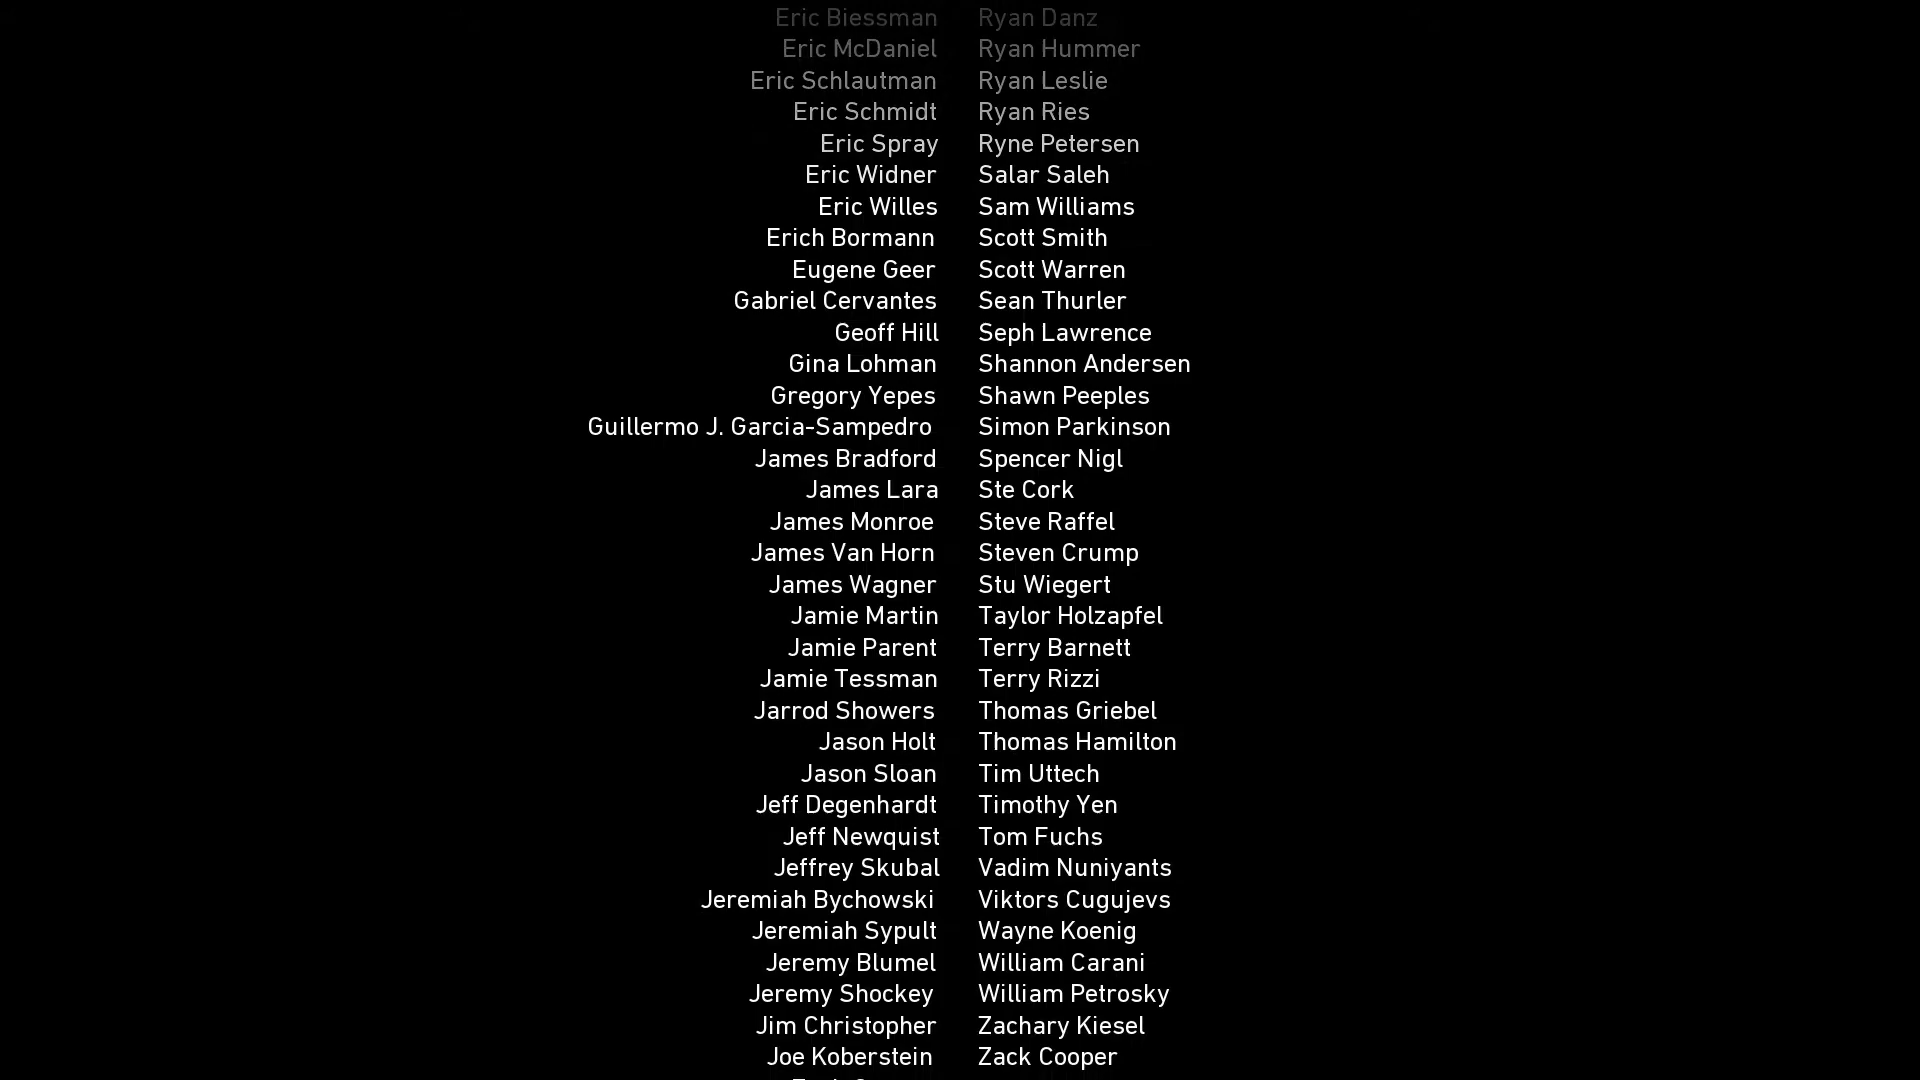 Eric Biessman Ryan Danz
Eric McDaniel Ryan Hummer
Eric Schlautman Ryan Leslie
Eric Schmidt Ryan Ries
Eric Spray Ryne Petersen
Eric Widner Salar Saleh
Eric Willes Sam Williams
Erich Bormann Scott Smith
Eugene Geer Scott Warren
Gabriel Cervantes Sean Thurler
Geoff Hill Seph Lawrence
Gina Lohman Shannon Andersen
Gregory Yepes Shawn Peeples
Guillermo J. Garcia-Sampedro Simon Parkinson
James Bradford Spencer Nigl
James Lara Ste Cork
James Monroe Steve Raffel
James Van Horn Steven Crump
James Wagner Stu Wiegert
Jamie Martin Taylor Holzapfel
Jamie Parent Terry Barnett
Jamie Tessman Terry Rizzi
Jarrod Showers Thomas Griebel
Jason Holt Thomas Hamilton
Jason Sloan Tim Uttech
Jeff Degenhardt Timothy Yen
Jeff Newquist Tom Fuchs
Jeffrey Skubal Vadim Nuniyants
Jeremiah Bychowski Viktors Cugujevs
Jeremiah Sypult Wayne Koenig
Jeremy Blumel William Carani
Jeremy Shockey William Petrosky
Jim Christopher Zachary Kiesel
Joe Koberstein Zack Cooper